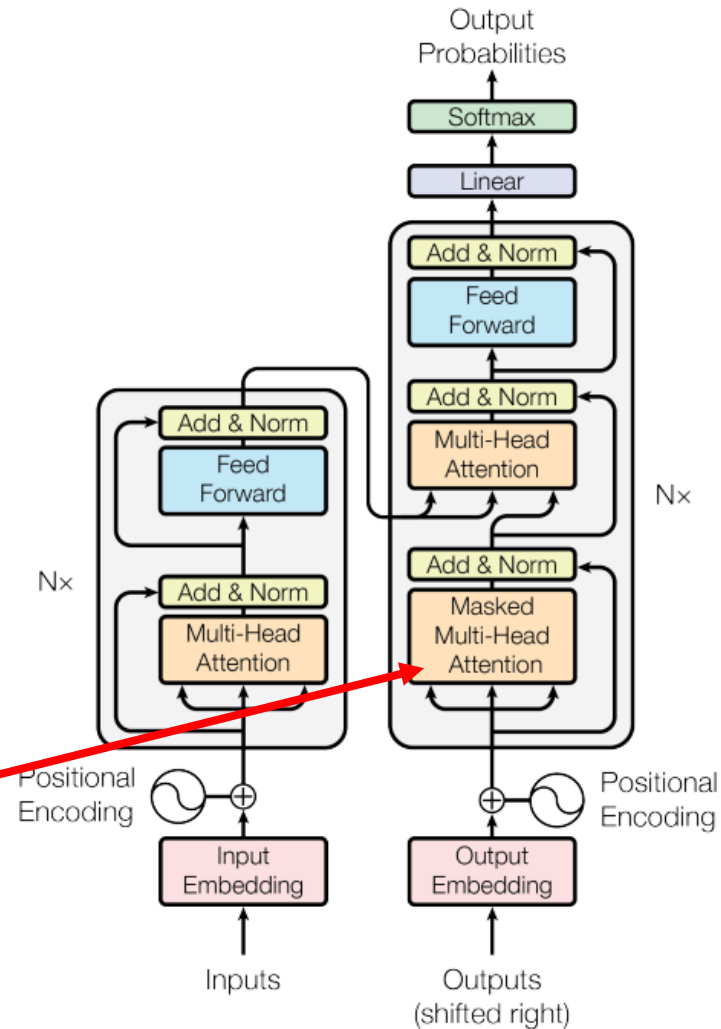 Output
Probabilities
Softmax
Linear
Add & Norm
Feed
Forward
Add & Norm
Multi-Head
Attention
Nx
Add & Norm
Masked
Multi-Head
Attention
Add & Norm
Feed
Forward
Nx
Add & Norm
Multi-Head
Attention
Positional
Encoding
Positional
Encoding
Input
Embedding
Output
Embedding
Inputs
Outputs
(shifted right)